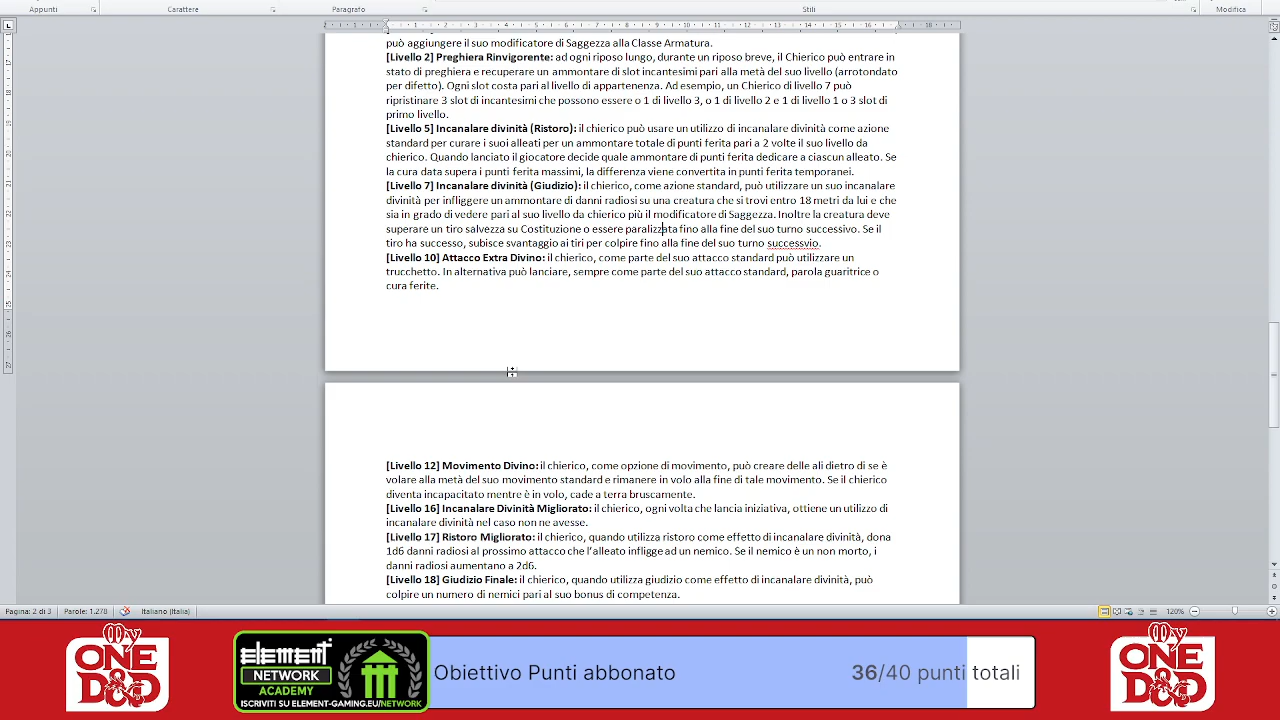 Appunti Carattere Paragrafo Stili Modifica
può aggiungere il suo modificatore di Saggezza alla Classe Armatura.
[Livello 2] Preghiera Rinvigorente: ad ogni riposo lungo, durante un riposo breve, il Chierico può entrare in
stato di preghiera e recuperare un ammontare di slot incantesimi pari alla metà del suo livello (arrotondato
per difetto). Ogni slot costa pari al livello di appartenenza. Ad esempio, un Chierico di livello 7 può
ripristinare 3 slot di incantesimi che possono essere o 1 di livello 3, o 1 di livello 2 e 1 di livello 1 o 3 slot di
primo livello.
[Livello 5] Incanalare divinità (Ristoro): il chierico può usare un utilizzo di incanalare divinità come azione
standard per curare i suoi alleati per un ammontare totale di punti ferita pari a 2 volte il suo livello da
chierico. Quando lanciato il giocatore decide quale ammontare di punti ferita dedicare a ciascun alleato. Se
la cura data supera i punti ferita massimi, la differenza viene convertita in punti ferita temporanei.
[Livello 7] Incanalare divinità (Giudizio): il chierico, come azione standard, può utilizzare un suo incanalare
divinità per infliggere un ammontare di danni radiosi su una creatura che si trovi entro 18 metri da lui e che
sia in grado di vedere pari al suo livello da chierico più il modificatore di Saggezza. Inoltre la creatura deve
superare un tiro salvezza su Costituzione o essere paralizzata fino alla fine del suo turno successivo. Se il
tiro ha successo, subisce svantaggio ai tiri per colpire fino alla fine del suo turno successvio.
[Livello 10] Attacco Extra Divino: il chierico, come parte del suo attacco standard può utilizzare un
trucchetto. In alternativa può lanciare, sempre come parte del suo attacco standard, parola guaritrice o
cura ferite.
[Livello 12] Movimento Divino: il chierico, come opzione di movimento, può creare delle ali dietro di se è
volare alla metà del suo movimento standard e rimanere in volo alla fine di tale movimento. Se il chierico
diventa incapacitato mentre è in volo, cade a terra bruscamente.
[Livello 16] Incanalare Divinità Migliorato: il chierico, ogni volta che lancia iniziativa, ottiene un utilizzo di
incanalare divinità nel caso non ne avesse.
[Livello 17] Ristoro Migliorato: il chierico, quando utilizza ristoro come effetto di incanalare divinità, dona
1d6 danni radiosi al prossimo attacco che l'alleato infligge ad un nemico. Se il nemico è un non morto, i
danni radiosi aumentano a 2d6.
[Livello 18] Giudizio Finale: il chierico, quando utilizza giudizio come effetto di incanalare divinità, può
colpire un numero di nemici pari al suo bonus di competenza.
Pagina: 2 di 3 Parole: 1.278 Italiano (Italia) 120%
My
ONE
D&D
element
NETWORK
ACADEMY
ISCRIVITI SU ELEMENT-GAMING.EU/NETWORK
Obiettivo Punti abbonato 36/40 punti totali
My
ONE
D&D